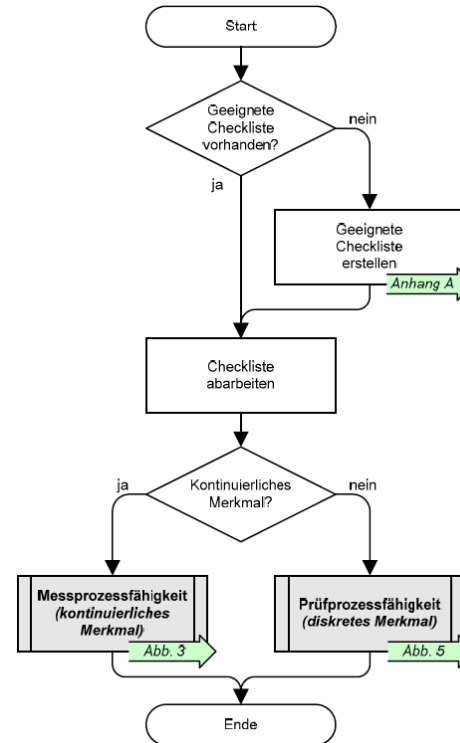 Start
Geeignete
Checkliste
vorhanden?
nein
ja
Geeignete
Checkliste
erstellen
Anhang A
Checkliste
abarbeiten
ja
Kontinuierliches
Merkmal?
nein
Messprozessfähigkeit
(kontinuierliches
Merkmal)
Abb. 3
Prüfprozessfähigkeit
(diskretes Merkmal)
Abb. 5
Ende